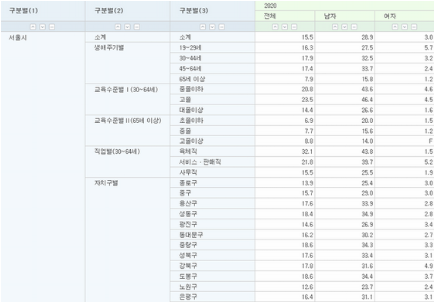 구분별(1) 구분별(2) 구분별(3) 2020
전체 남자 여자
서울시 소계 소계 15.5 28.9 3.0
생애주기별 19~29세 16.3 27.5 5.7
30~44세 17.9 32.5 3.2
45~64세 17.4 33.7 2.4
65세 이상 7.9 15.8 1.2
교육수준별 I (30~64세) 중졸이하 20.8 43.6 4.6
고졸 23.5 46.4 4.5
대졸이상 14.4 26.6 1.6
교육수준별II(65세 이상) 초졸이하 6.9 20.0 1.5
중졸 7.7 15.6 1.2
고졸이상 8.8 14.0 F
직업별(30~64세) 육체직 32.1 43.8 1.5
서비스·판매직 21.8 39.7 5.2
사무직 15.5 25.5 1.9
자치구별 종로구 13.9 25.4 3.0
중구 15.7 29.0 3.0
용산구 17.6 33.9 2.8
성동구 18.4 34.9 2.8
광진구 14.6 26.9 3.4
동대문구 16.2 30.2 2.7
중랑구 18.6 34.3 3.3
성북구 17.6 33.4 3.1
강북구 17.8 31.6 4.9
도봉구 18.6 34.4 3.7
노원구 12.6 23.7 2.4
은평구 16.4 31.1 3.1